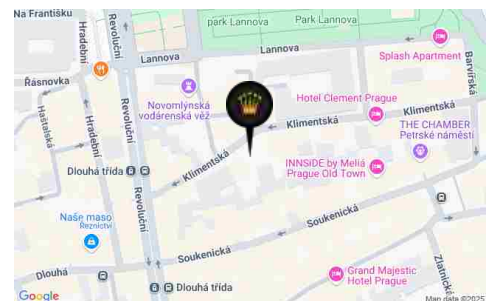 Na Františku
park Lannova
Park Lannova
Hradební
Revoluční
Lannova
Lannova
Splash Apartment
Barvířská
Řásnovka
Novomlýnská
vodárenská věž
Hotel Clement Prague
Klimentská
Klimentská
THE CHAMBER
Petrské náměstí
Haštalská
Hradební
Revoluční
Klimentská
INNSiDE by Meliá
Prague Old Town
Dlouhá třída
Revoluční
Soukenická
Naše maso
Řeznictví
Soukenická
Zlatnická
Dlouhá
Dlouhá třída
Grand Majestic
Hotel Prague
Google
Map data ©2025